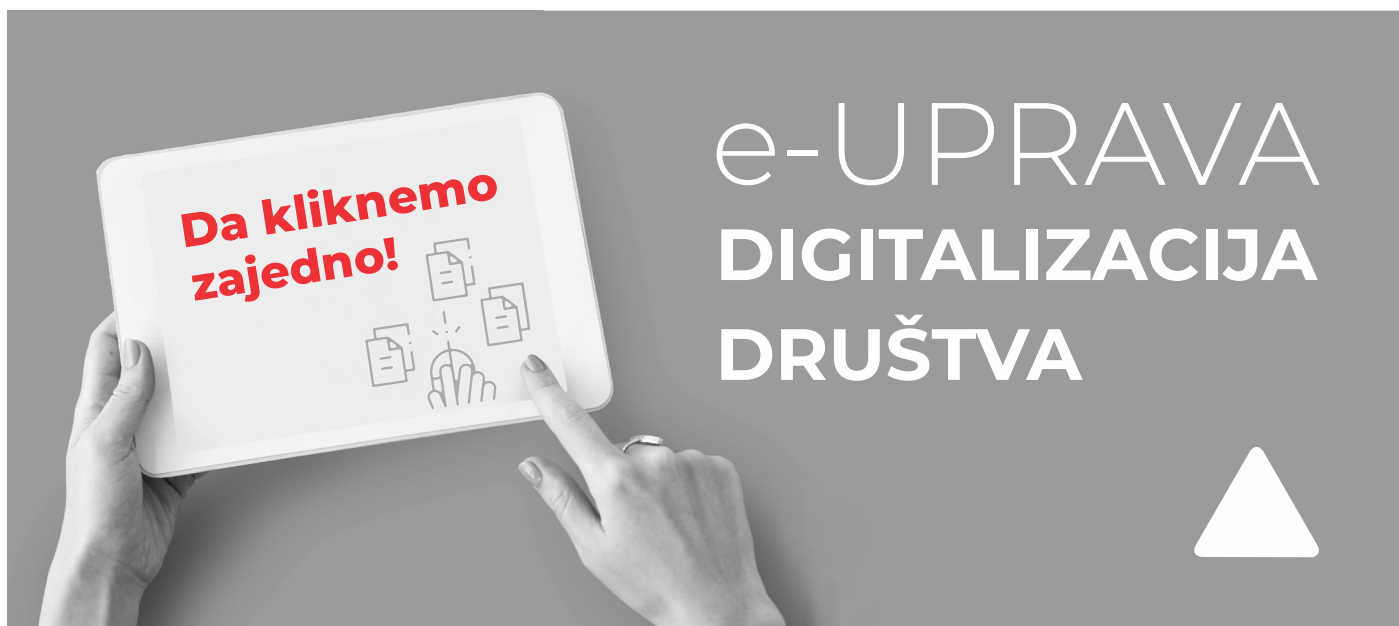 Da kliknemo
zajedno!
e-UPRAVA
DIGITALIZACIJA
DRUŠTVA